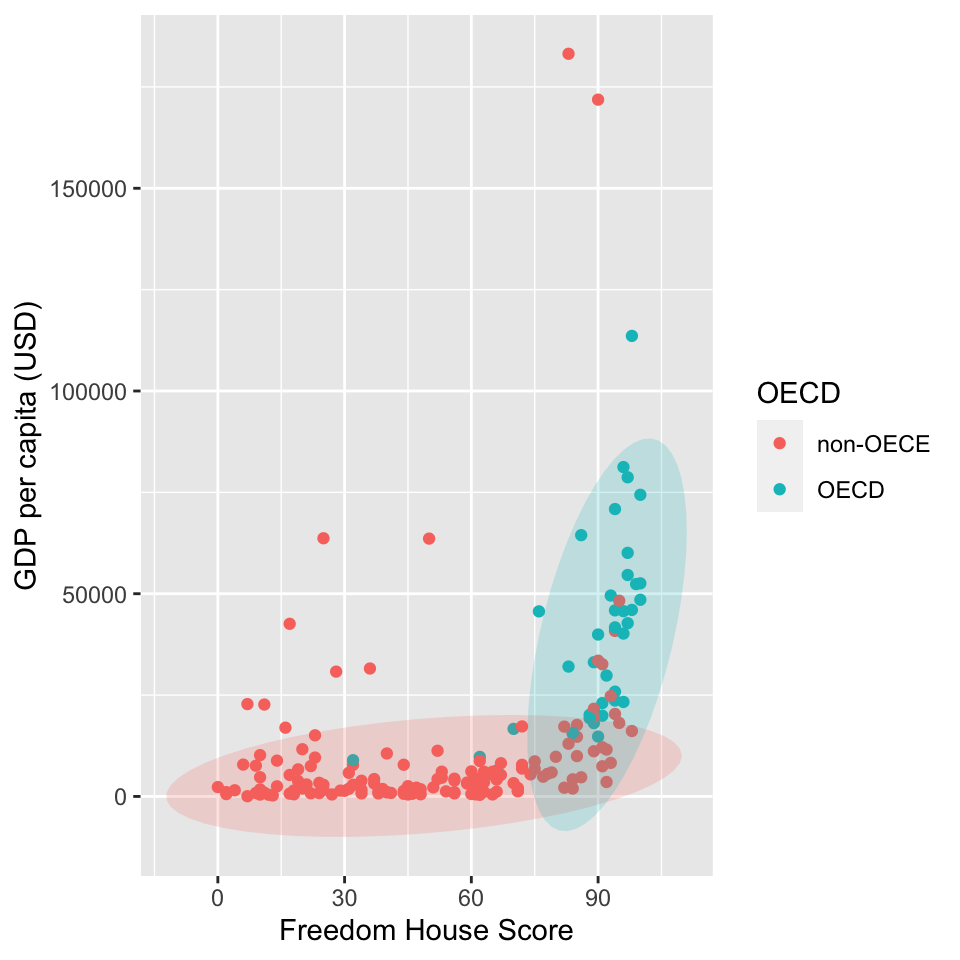 GDP per capita (USD)
150000
100000
50000
0
0 30 60 90
Freedom House Score
OECD
non-OECE
OECD